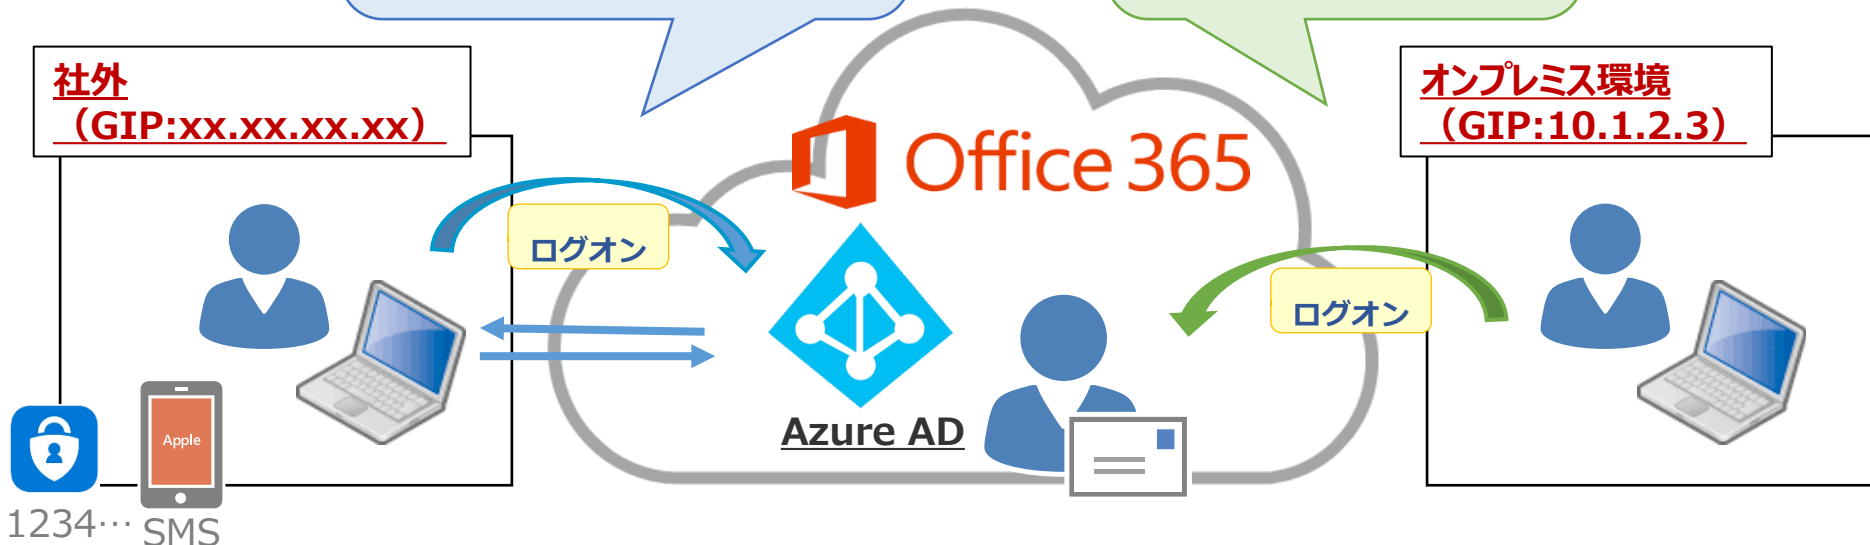 社外
（GIP:xx.xx.xx.xx）
オンプレミス環境
（GIP:10.1.2.3）
Office 365
ログオン
ログオン
Azure AD
Apple
1234…
SMS